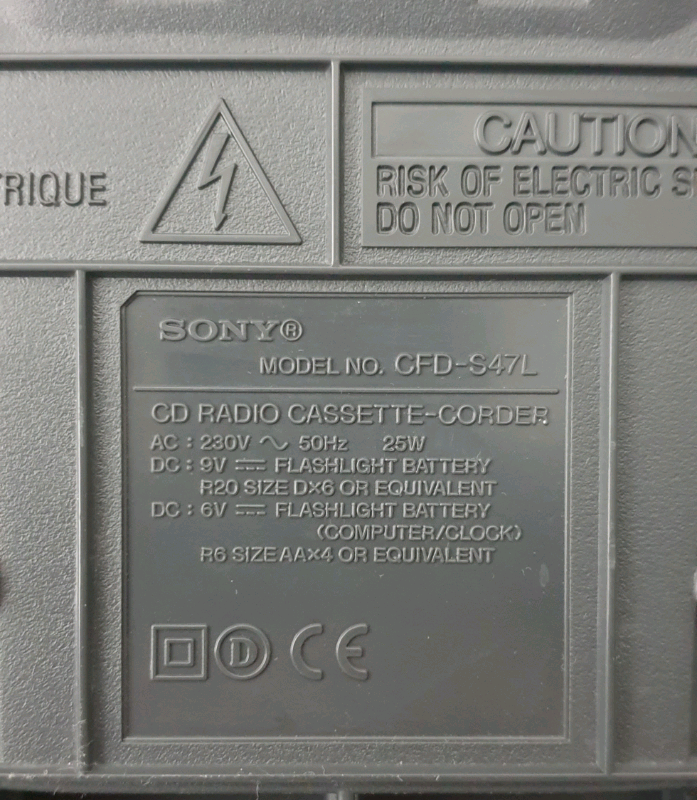 CAUTION
RISK OF ELECTRIC
DO NOT OPEN
SONY®
MODEL NO. CFD-S47L
CD RADIO CASSETTE-CORDER
AC : 230V ~ 50Hz 25W
DC : 9V ⎓ FLASHLIGHT BATTERY
R20 SIZE D×6 OR EQUIVALENT
DC : 6V ⎓ FLASHLIGHT BATTERY
(COMPUTER/CLOCK)
R6 SIZE AA×4 OR EQUIVALENT
D CE